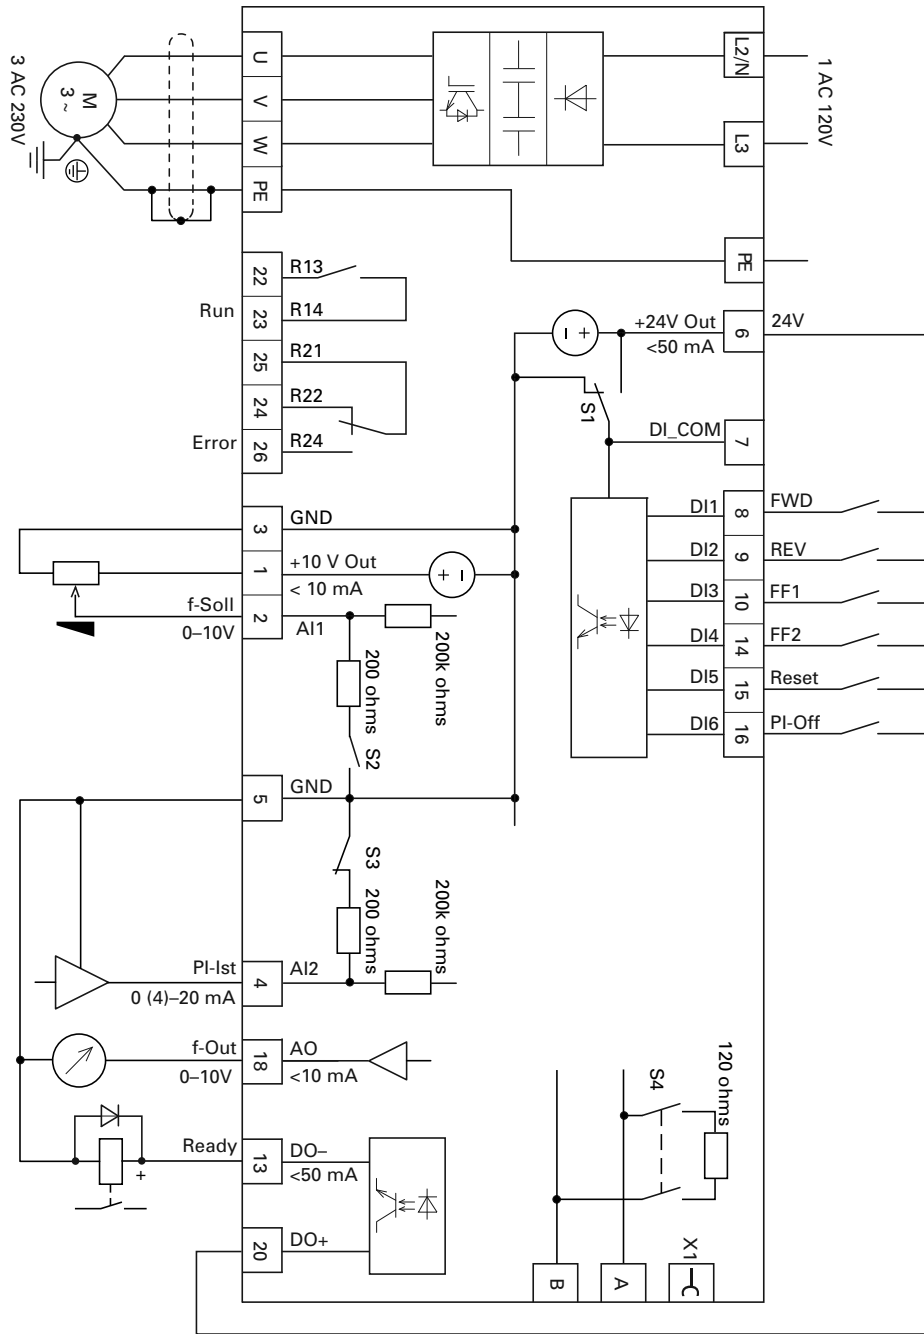 L2/N
L3
1 AC 120V
U
V
W
PE
M
3 ~
3 AC 230V
PE
22
R13
Run
23
R14
25
R21
24
R22
Error
26
R24
+24V Out
<50 mA
6
24V
S1
DI_COM
7
3
GND
1
+10 V Out
< 10 mA
f-Soll
0–10V
2
AI1
200k ohms
200 ohms
S2
DI1
8
FWD
DI2
9
REV
DI3
10
FF1
DI4
14
FF2
DI5
15
Reset
DI6
16
PI-Off
5
GND
S3
200 ohms
200k ohms
PI-Ist
0 (4)–20 mA
4
AI2
f-Out
0–10V
18
AO
<10 mA
Ready
13
DO–
<50 mA
+
20
DO+
S4
120 ohms
B
A
X1
- +
+ -